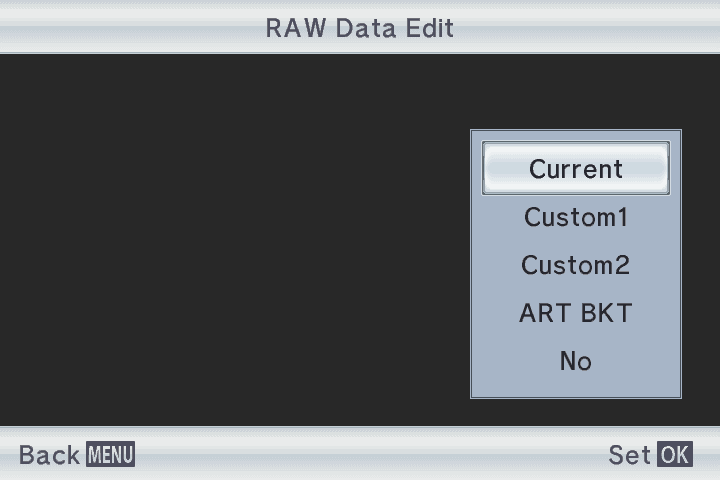 RAW Data Edit
Current
Custom1
Custom2
ART BKT
No
Back MENU
Set OK